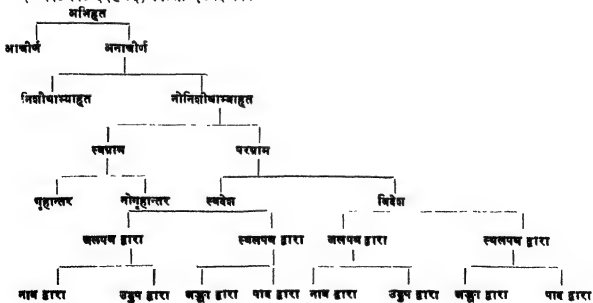 अभिहृत
आचीर्ण अनाचीर्ण
निशीथाभ्याहृत नोनिशीथाभ्याहृत
स्वग्राम परग्राम
गृहान्तर नोगृहान्तर स्वदेश विदेश
जलपथ द्वारा स्थलपथ द्वारा जलपथ द्वारा स्थलपथ द्वारा
नाव द्वारा उडुप द्वारा जङ्घा द्वारा पाद द्वारा नाव द्वारा उडुप द्वारा जङ्घा द्वारा पाद द्वारा